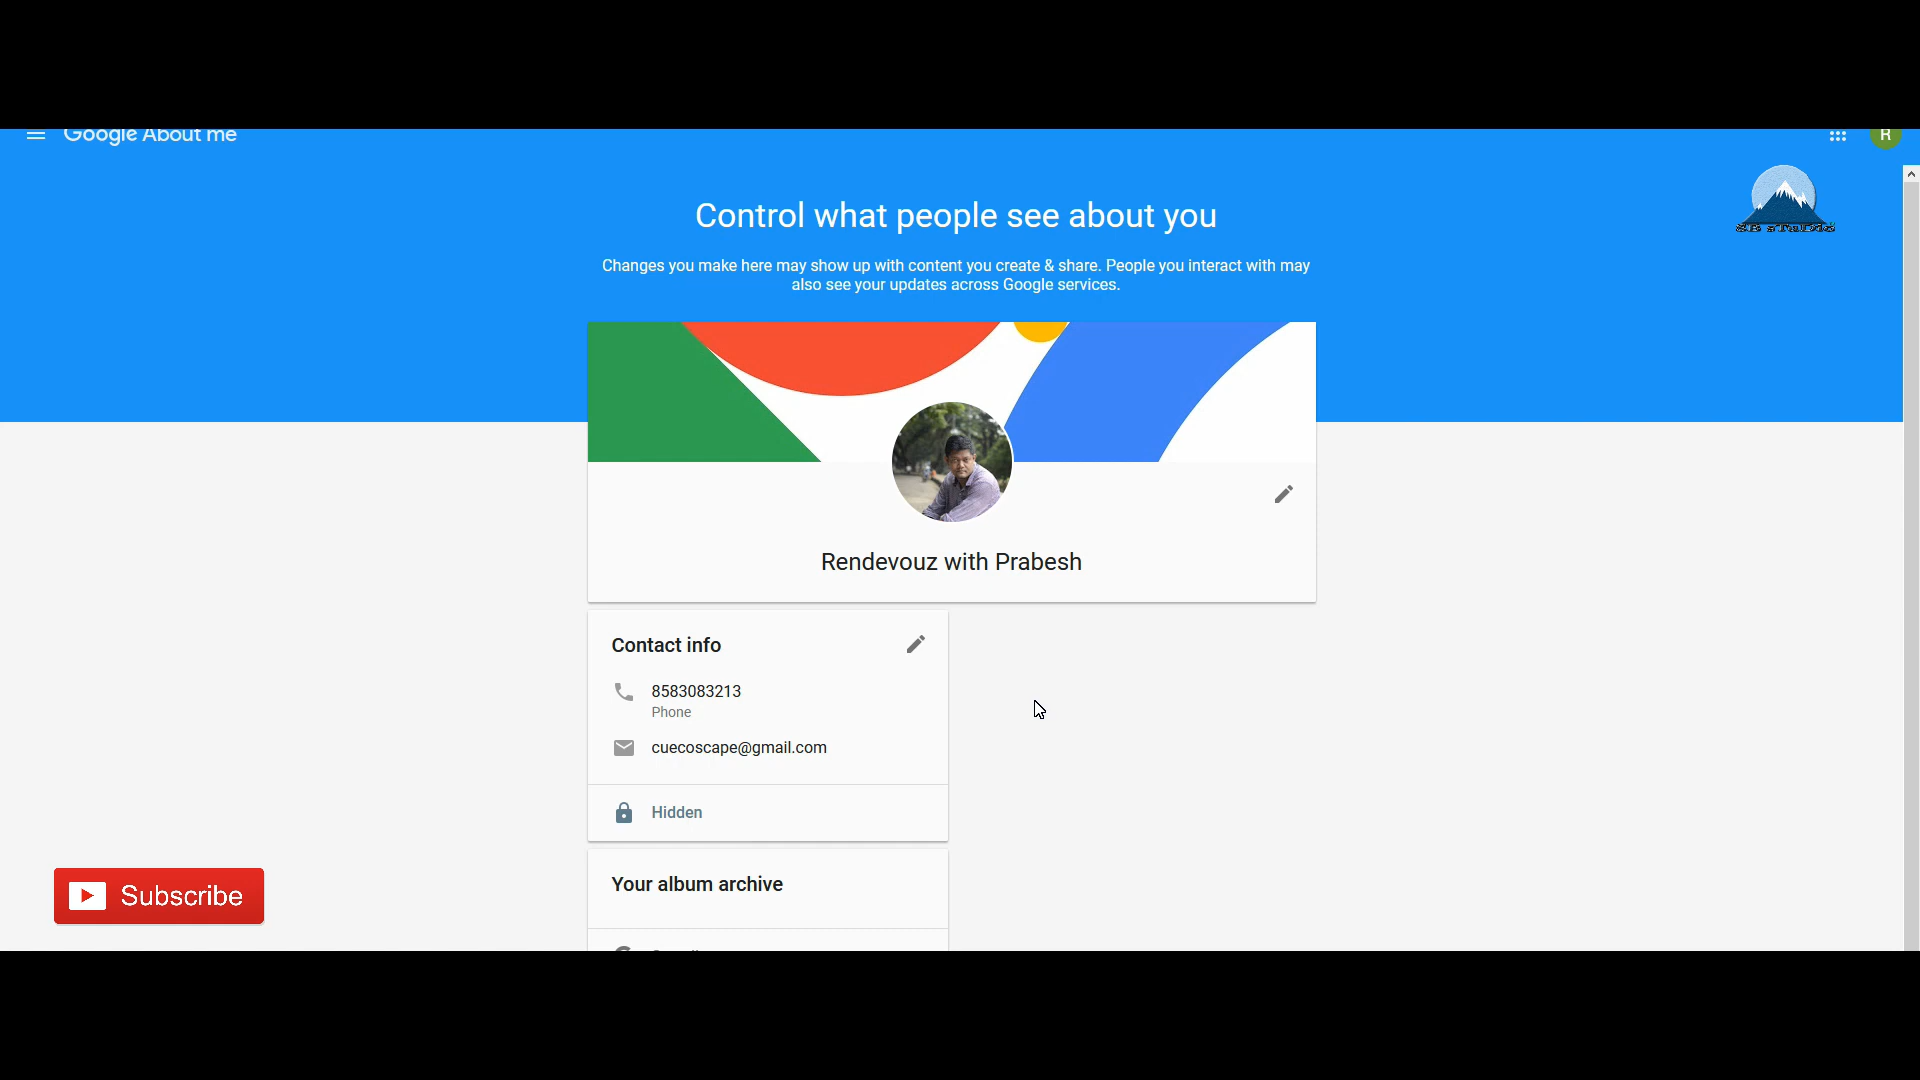 Google About me
R
Control what people see about you
Changes you make here may show up with content you create & share. People you interact with may
also see your updates across Google services.
Rendevouz with Prabesh
Contact info
8583083213
Phone
cuecoscape@gmail.com
Hidden
Your album archive
Subscribe